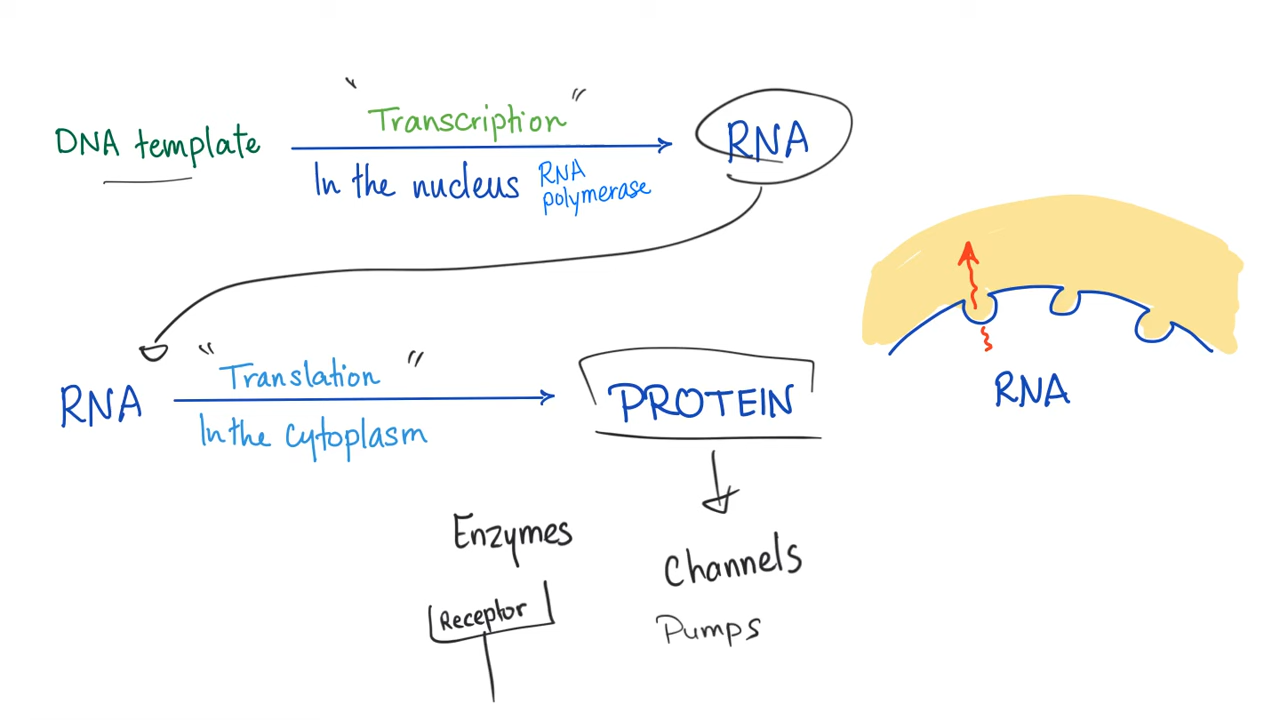 "Transcription"
DNA template
RNA
In the nucleus
RNA
polymerase
"Translation"
RNA
PROTEIN
RNA
In the cytoplasm
Enzymes
Channels
Receptor
Pumps